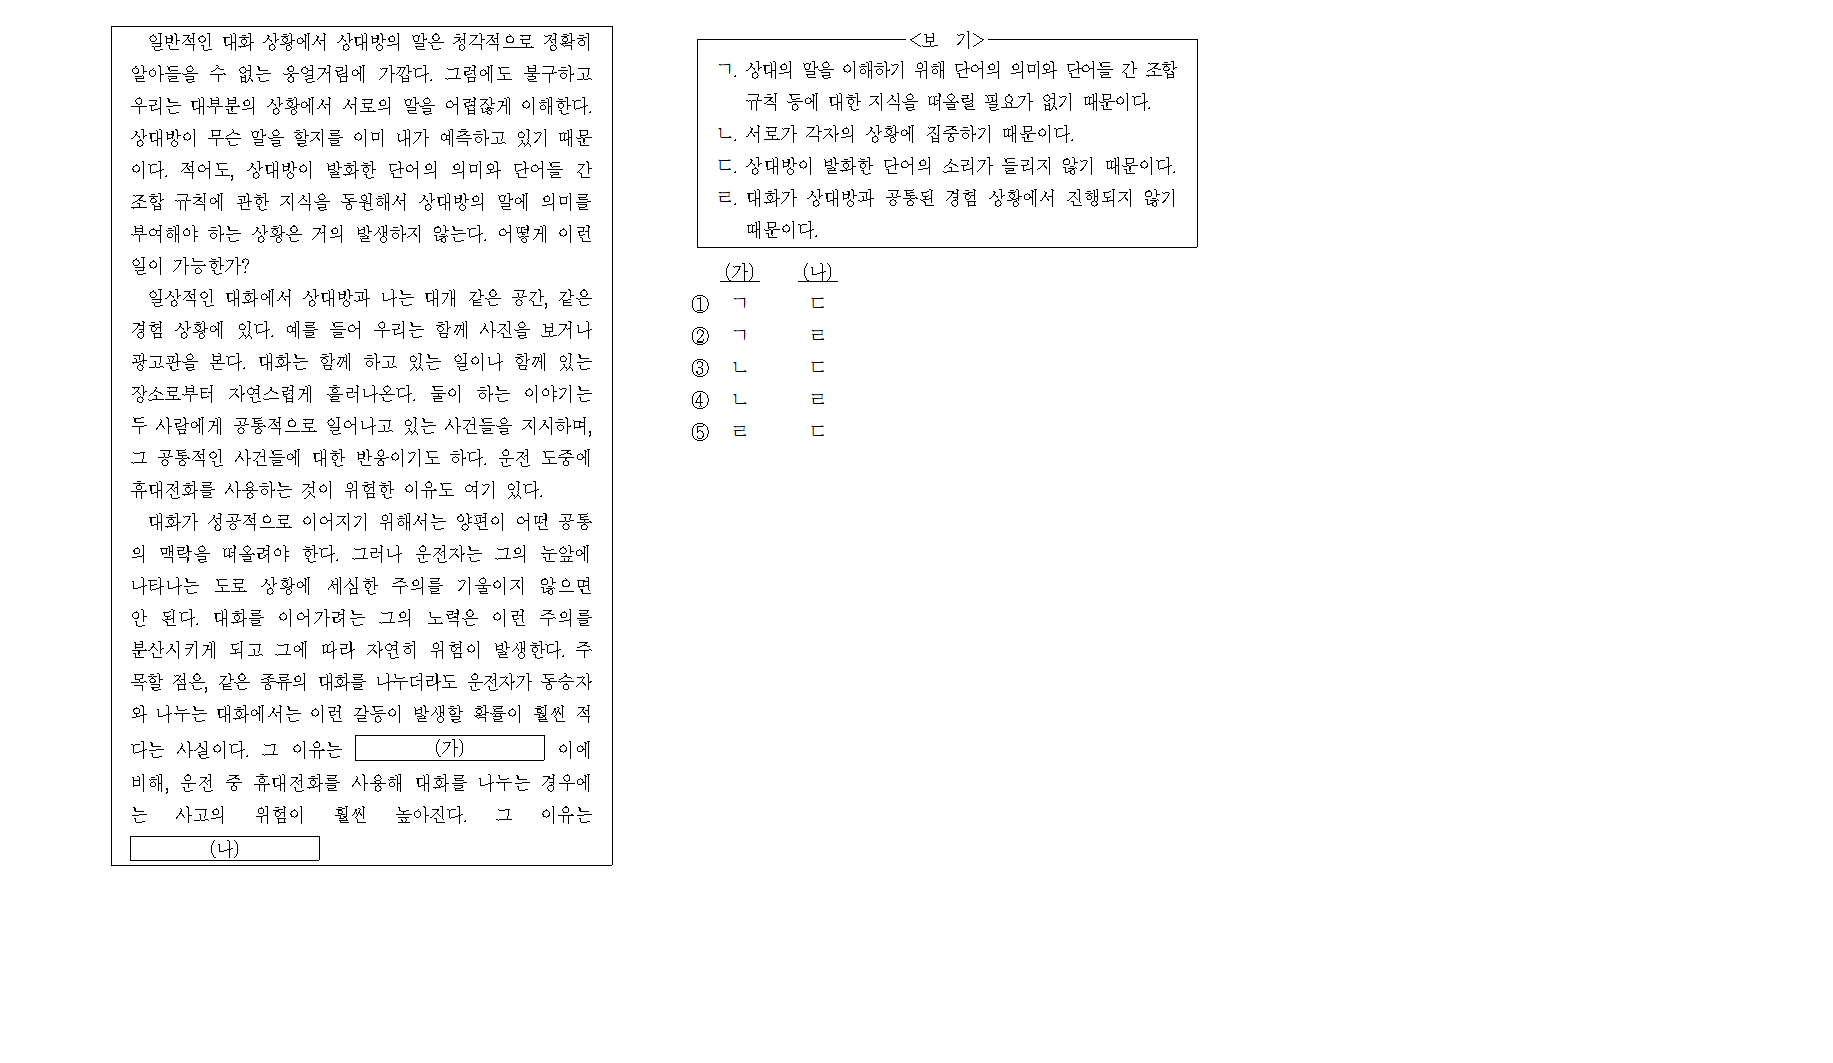 일반적인 대화 상황에서 상대방의 말은 청각적으로 정확히
알아들을 수 없는 웅얼거림에 가깝다. 그럼에도 불구하고
우리는 대부분의 상황에서 서로의 말을 어렵잖게 이해한다.
상대방이 무슨 말을 할지를 이미 내가 예측하고 있기 때문
이다. 적어도, 상대방이 발화한 단어의 의미와 단어들 간
조합 규칙에 관한 지식을 동원해서 상대방의 말에 의미를
부여해야 하는 상황은 거의 발생하지 않는다. 어떻게 이런
일이 가능한가?
일상적인 대화에서 상대방과 나는 대개 같은 공간, 같은
경험 상황에 있다. 예를 들어 우리는 함께 사진을 보거나
광고판을 본다. 대화는 함께 하고 있는 일이나 함께 있는
장소로부터 자연스럽게 흘러나온다. 둘이 하는 이야기는
두 사람에게 공통적으로 일어나고 있는 사건들을 지시하며,
그 공통적인 사건들에 대한 반응이기도 하다. 운전 도중에
휴대전화를 사용하는 것이 위험한 이유도 여기 있다.
대화가 성공적으로 이어지기 위해서는 양편이 어떤 공통
의 맥락을 떠올려야 한다. 그러나 운전자는 그의 눈앞에
나타나는 도로 상황에 세심한 주의를 기울이지 않으면
안 된다. 대화를 이어가려는 그의 노력은 이런 주의를
분산시키게 되고 그에 따라 자연히 위험이 발생한다. 주
목할 점은, 같은 종류의 대화를 나누더라도 운전자가 동승자
와 나누는 대화에서는 이런 갈등이 발생할 확률이 훨씬 적
다는 사실이다. 그 이유는 (가) 이에
비해, 운전 중 휴대전화를 사용해 대화를 나누는 경우에
는 사고의 위험이 훨씬 높아진다. 그 이유는
(나)
<보 기>
ㄱ. 상대의 말을 이해하기 위해 단어의 의미와 단어들 간 조합
규칙 등에 대한 지식을 떠올릴 필요가 없기 때문이다.
ㄴ. 서로가 각자의 상황에 집중하기 때문이다.
ㄷ. 상대방이 발화한 단어의 소리가 들리지 않기 때문이다.
ㄹ. 대화가 상대방과 공통된 경험 상황에서 진행되지 않기
때문이다.
(가) (나)
① ㄱ ㄷ
② ㄱ ㄹ
③ ㄴ ㄷ
④ ㄴ ㄹ
⑤ ㄹ ㄷ